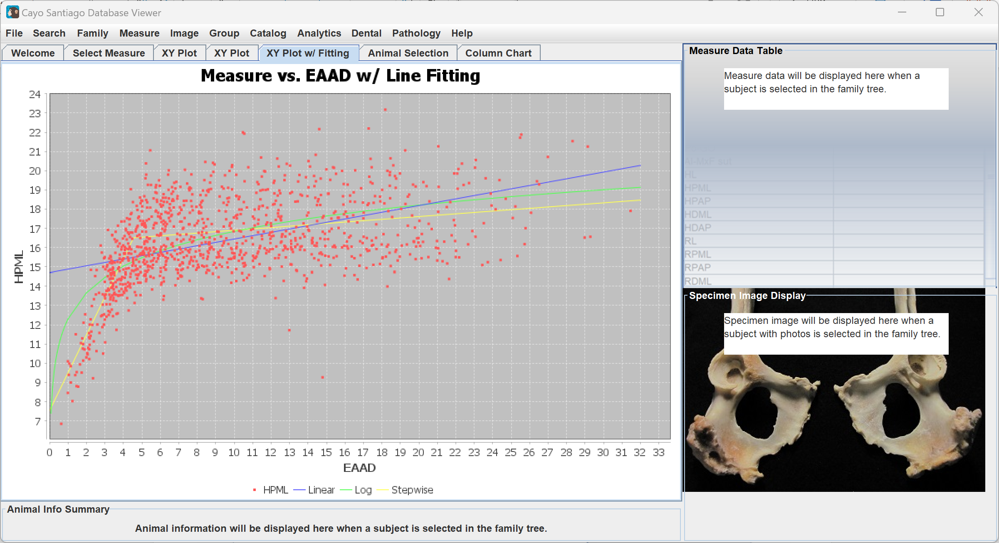 Cayo Santiago Database Viewer
File Search Family Measure Image Group Catalog Analytics Dental Pathology Help
Welcome Select Measure XY Plot XY Plot XY Plot w/ Fitting Animal Selection Column Chart
Measure vs. EAAD w/ Line Fitting
24
23
22
21
20
19
18
17
16
15
14
13
12
11
10
9
8
7
HPML
0 1 2 3 4 5 6 7 8 9 10 11 12 13 14 15 16 17 18 19 20 21 22 23 24 25 26 27 28 29 30 31 32 33
EAAD
HPML Linear Log Stepwise
Measure Data Table
Measure data will be displayed here when a
subject is selected in the family tree.
Al-MxF sut
HL
HPML
HPAP
HDML
HDAP
RL
RPML
RPAP
RDML
Specimen Image Display
Specimen image will be displayed here when a
subject with photos is selected in the family tree.
Animal Info Summary
Animal information will be displayed here when a subject is selected in the family tree.